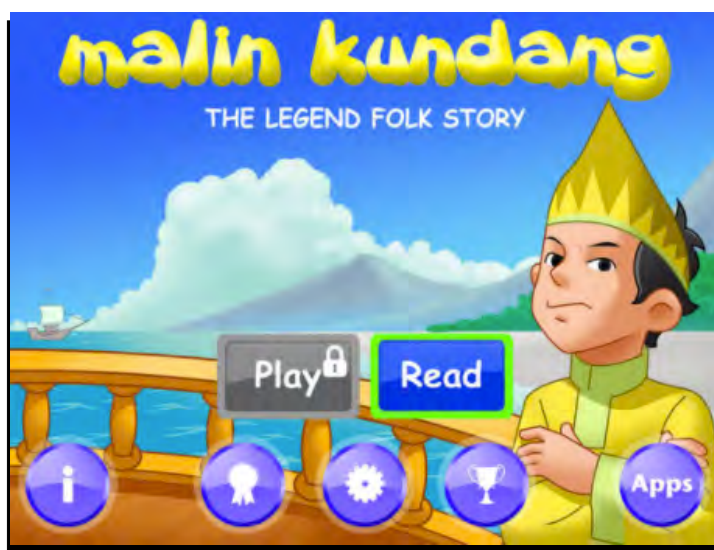 malin kundang
THE LEGEND FOLK STORY
Play
Read
i
Apps